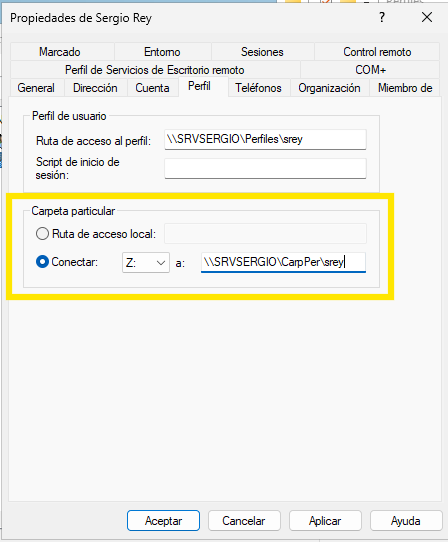 Propiedades de Sergio Rey
Marcado Entorno Sesiones Control remoto
Perfil de Servicios de Escritorio remoto COM+
General Dirección Cuenta Perfil Teléfonos Organización Miembro de
Perfil de usuario
Ruta de acceso al perfil: \\SRVSERGIO\Perfiles\srey
Script de inicio de
sesión:
Carpeta particular
Ruta de acceso local:
Conectar: Z: a: \\SRVSERGIO\CarpPer\srey
Aceptar Cancelar Aplicar Ayuda